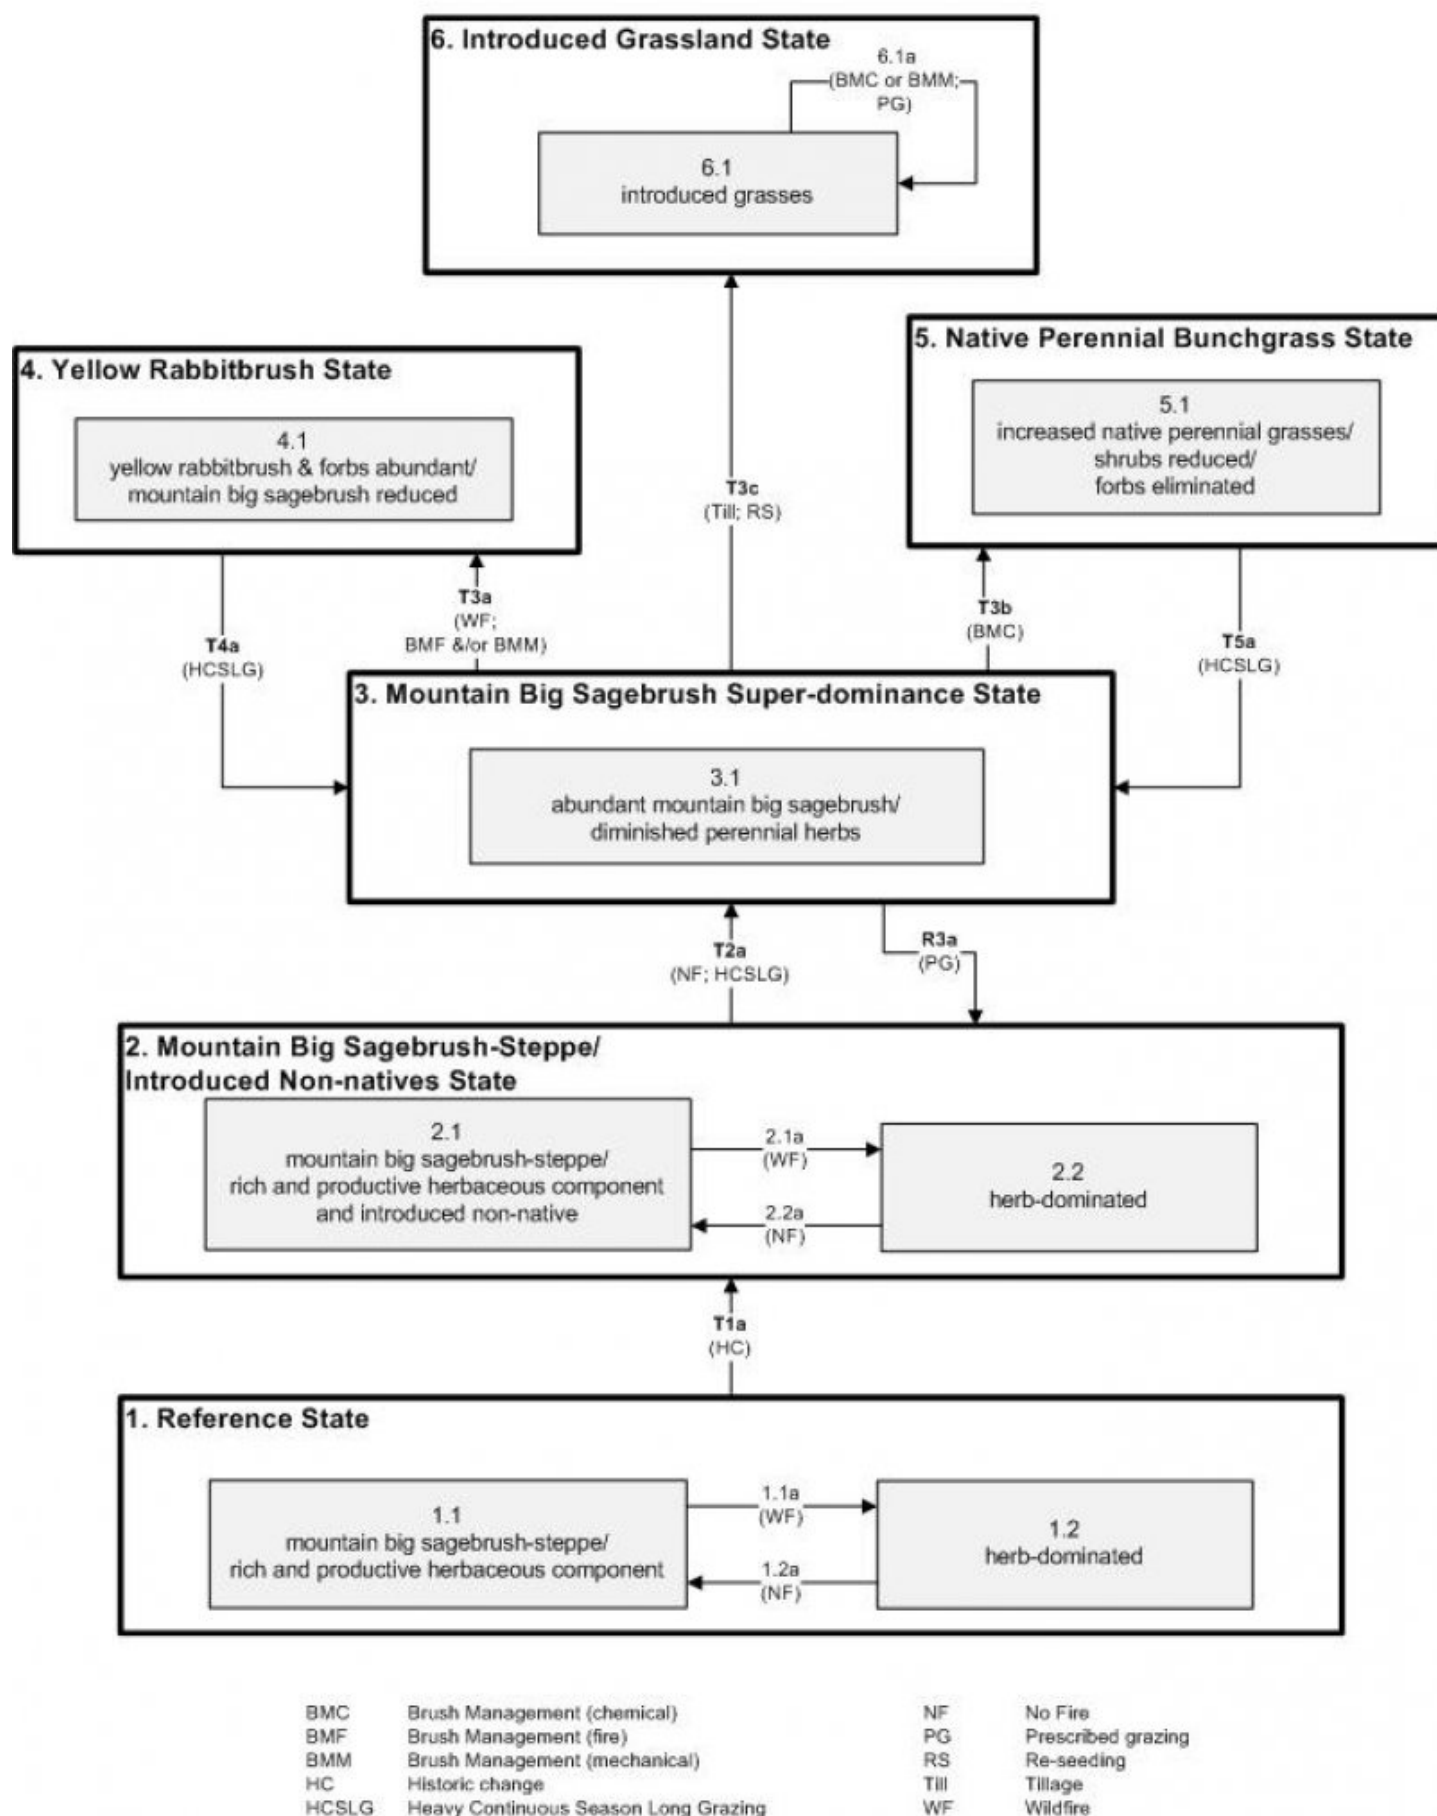 6. Introduced Grassland State
6.1a
(BMC or BMM;
PG)
6.1
introduced grasses
5. Native Perennial Bunchgrass State
4. Yellow Rabbitbrush State
5.1
increased native perennial grasses/
shrubs reduced/
forbs eliminated
4.1
yellow rabbitbrush & forbs abundant/
mountain big sagebrush reduced
T3c
(Till; RS)
T3a
(WF;
BMF &/or BMM)
T3b
(BMC)
T4a
(HCSLG)
T5a
(HCSLG)
3. Mountain Big Sagebrush Super-dominance State
3.1
abundant mountain big sagebrush/
diminished perennial herbs
T2a
(NF; HCSLG)
R3a
(PG)
2. Mountain Big Sagebrush-Steppe/
Introduced Non-natives State
2.1
mountain big sagebrush-steppe/
rich and productive herbaceous component
and introduced non-native
2.1a
(WF)
2.2a
(NF)
2.2
herb-dominated
T1a
(HC)
1. Reference State
1.1
mountain big sagebrush-steppe/
rich and productive herbaceous component
1.1a
(WF)
1.2a
(NF)
1.2
herb-dominated
BMC Brush Management (chemical)
BMF Brush Management (fire)
BMM Brush Management (mechanical)
HC Historic change
HCSLG Heavy Continuous Season Long Grazing
NF No Fire
PG Prescribed grazing
RS Re-seeding
Till Tillage
WF Wildfire